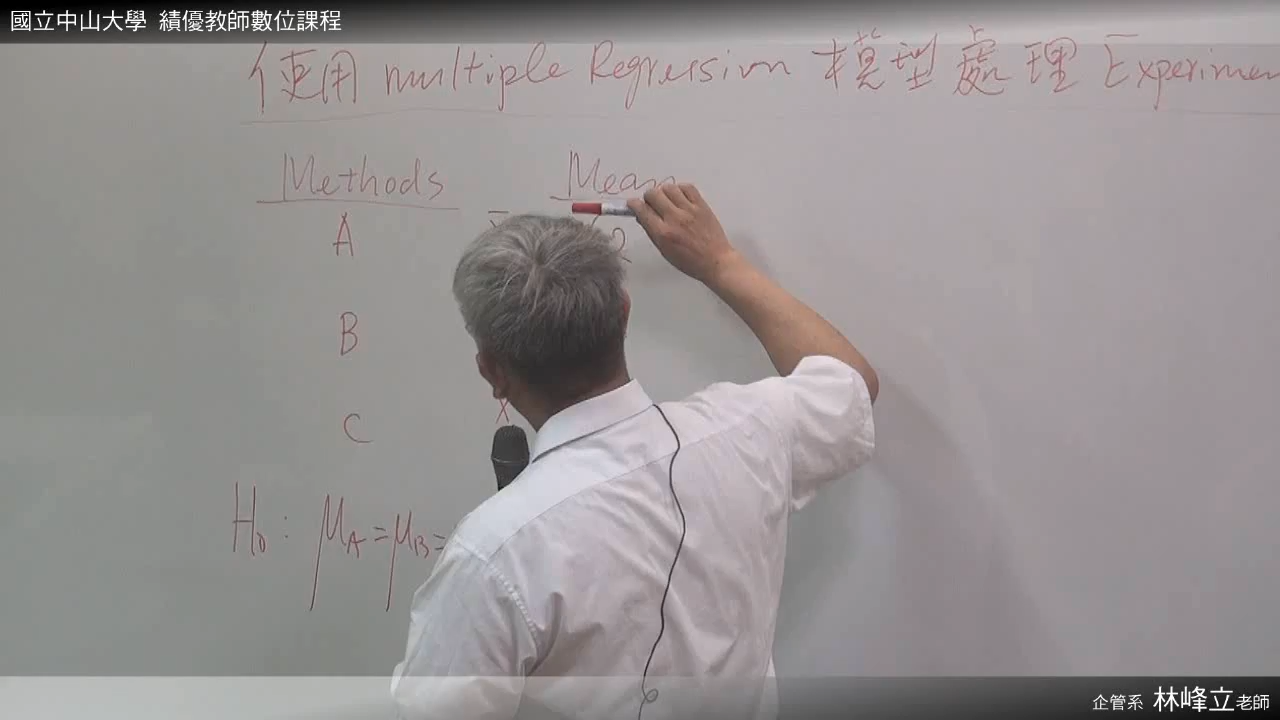 國立中山大學 績優教師數位課程
使用 multiple Regression 模型處理 Experimen
Methods Mean
A 2
B
C X
H₀: μA = μB =
企管系 林峰立老師